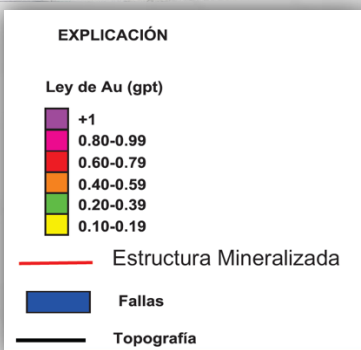 EXPLICACIÓN
Ley de Au (gpt)
+1
0.80-0.99
0.60-0.79
0.40-0.59
0.20-0.39
0.10-0.19
Estructura Mineralizada
Fallas
Topografía